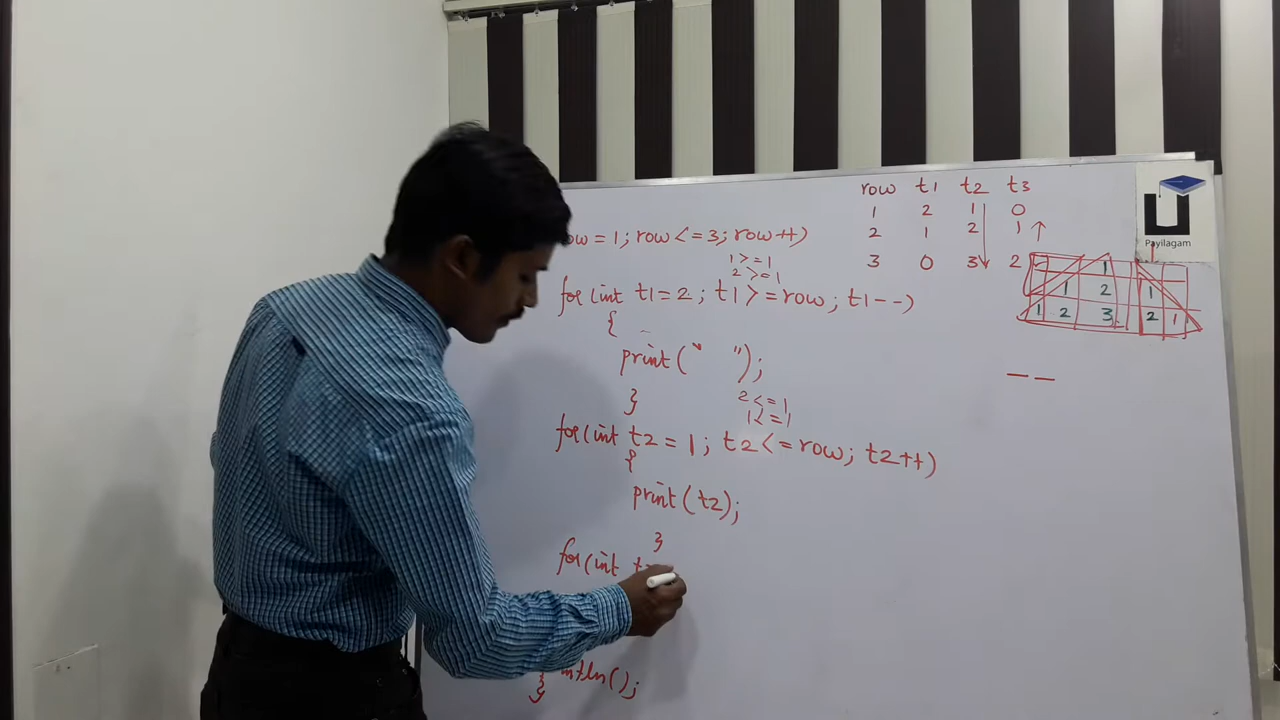 row t1 t2 t3
1 2 1 0
2 1 2 1
3 0 3 2
Payilagam
1
1 2 1
1 2 3 2 1
row = 1; row <= 3; row++)
1 >= 1
2 >= 1
for(int t1 = 2; t1 >= row; t1--)
{
print(" ");
}
2 <= 1
1 <= 1
for(int t2 = 1; t2 <= row; t2++)
{
print(t2);
}
for(int
ntln();
}